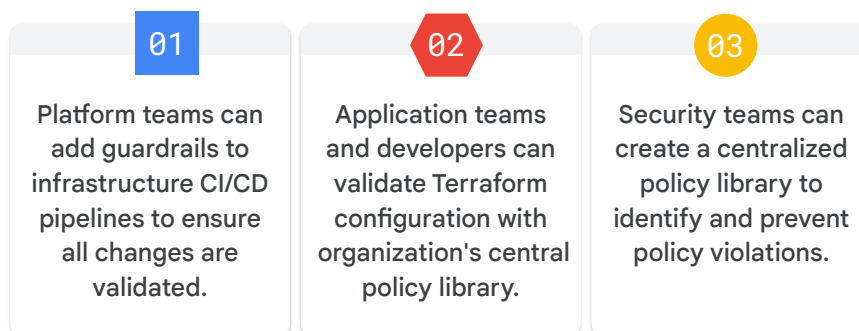 01
Platform teams can
add guardrails to
infrastructure CI/CD
pipelines to ensure
all changes are
validated.
02
Application teams
and developers can
validate Terraform
configuration with
organization's central
policy library.
03
Security teams can
create a centralized
policy library to
identify and prevent
policy violations.